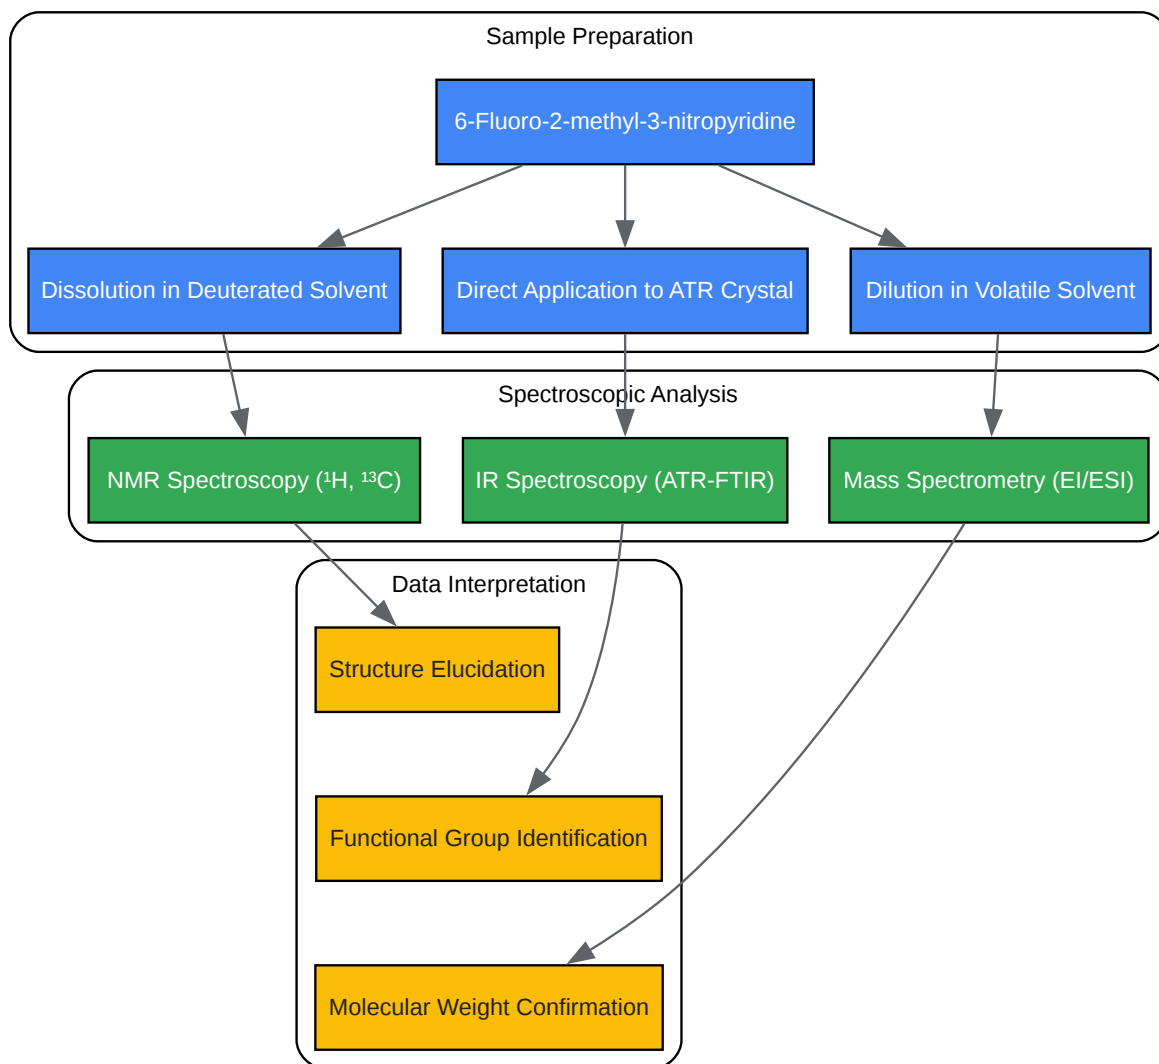 Sample Preparation
6-Fluoro-2-methyl-3-nitropyridine
Dissolution in Deuterated Solvent
Direct Application to ATR Crystal
Dilution in Volatile Solvent
Spectroscopic Analysis
NMR Spectroscopy (¹H, ¹³C)
IR Spectroscopy (ATR-FTIR)
Mass Spectrometry (EI/ESI)
Data Interpretation
Structure Elucidation
Functional Group Identification
Molecular Weight Confirmation